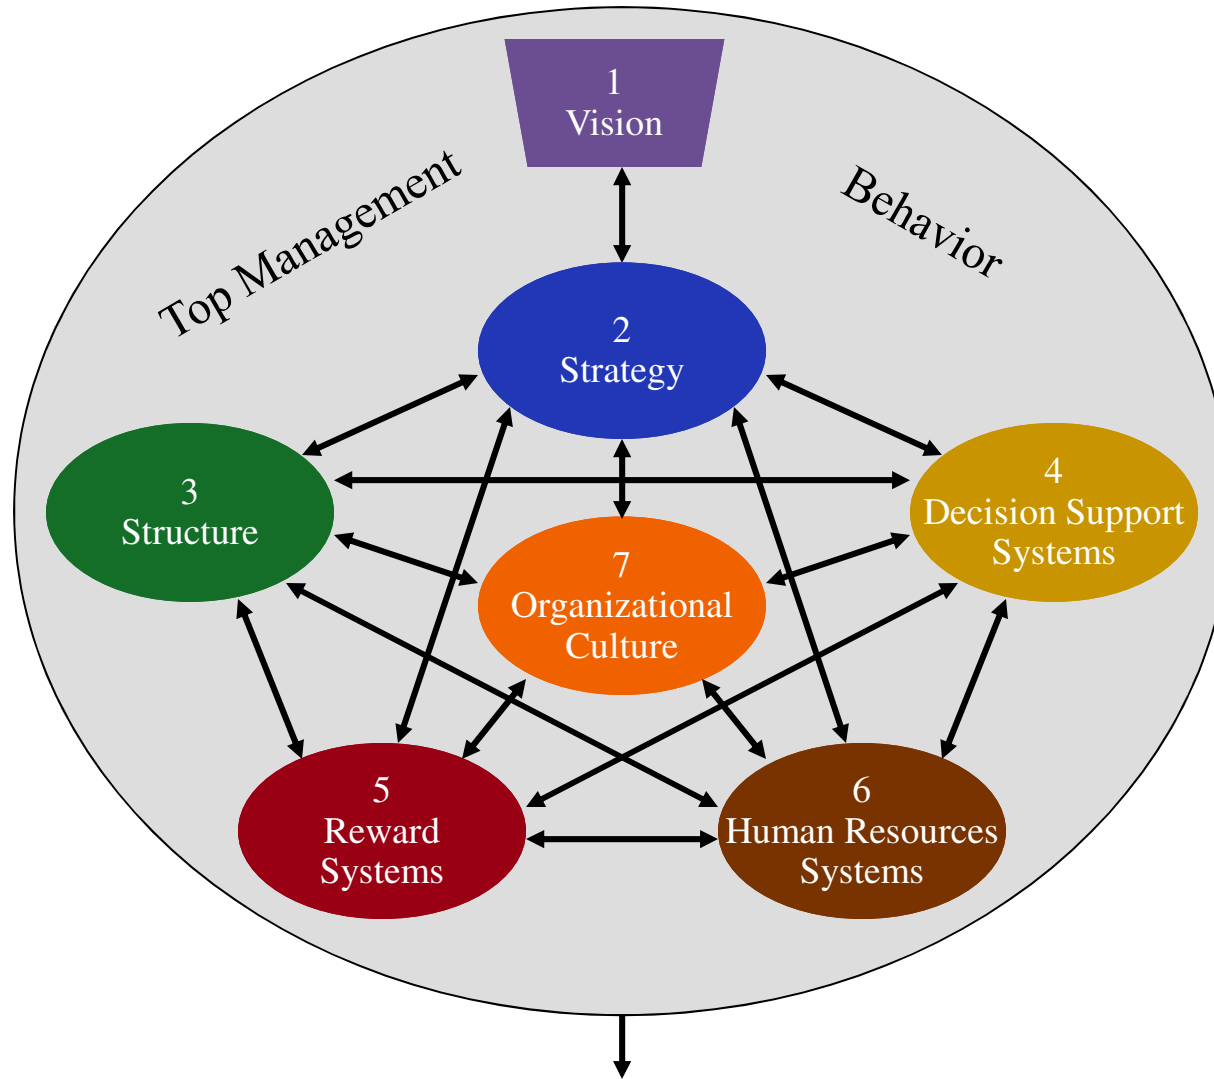 1
Vision
Top Management
Behavior
2
Strategy
3
Structure
4
Decision Support
Systems
7
Organizational
Culture
5
Reward
Systems
6
Human Resources
Systems